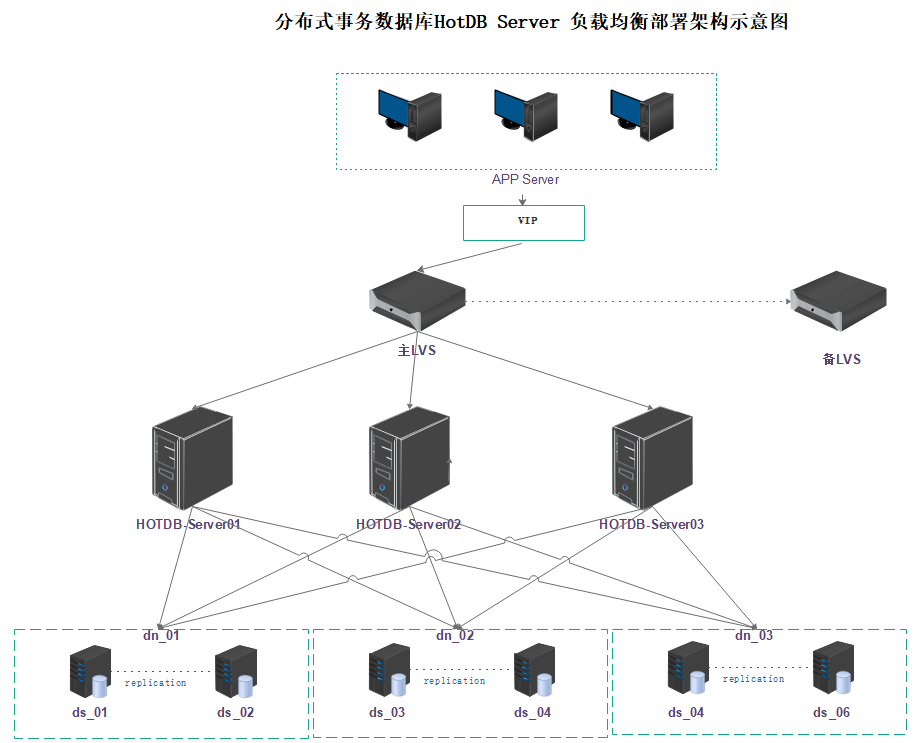 分布式事务数据库HotDB Server 负载均衡部署架构示意图
APP Server
VIP
主LVS
备LVS
HOTDB-Server01
HOTDB-Server02
HOTDB-Server03
dn_01
dn_02
dn_03
replication
replication
replication
ds_01
ds_02
ds_03
ds_04
ds_04
ds_06